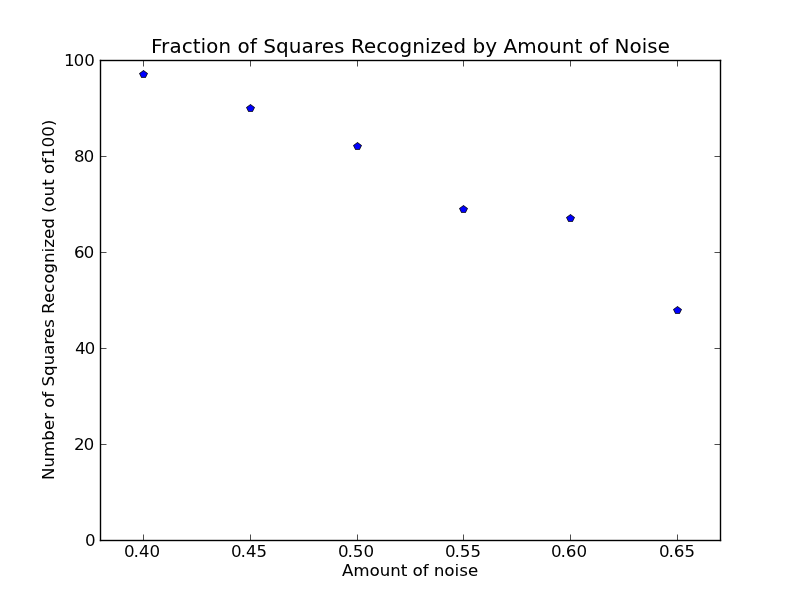 Fraction of Squares Recognized by Amount of Noise
100
80
60
40
20
0
Number of Squares Recognized (out of100)
0.40 0.45 0.50 0.55 0.60 0.65
Amount of noise